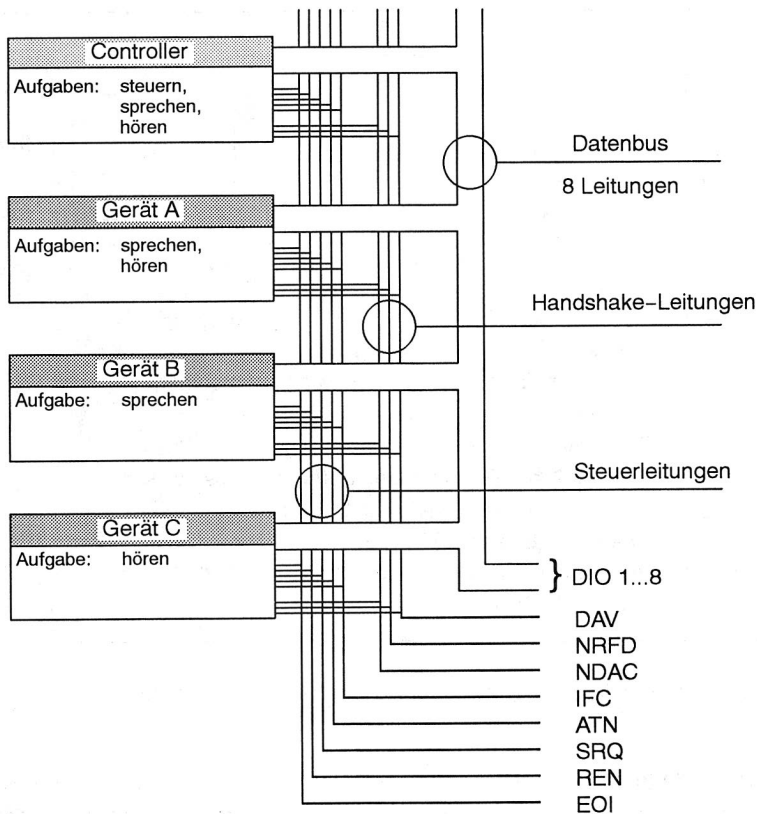 Controller
Aufgaben: steuern,
sprechen,
hören
Datenbus
8 Leitungen
Gerät A
Aufgaben: sprechen,
hören
Handshake-Leitungen
Gerät B
Aufgabe: sprechen
Steuerleitungen
Gerät C
Aufgabe: hören
} DIO 1...8
DAV
NRFD
NDAC
IFC
ATN
SRQ
REN
EOI